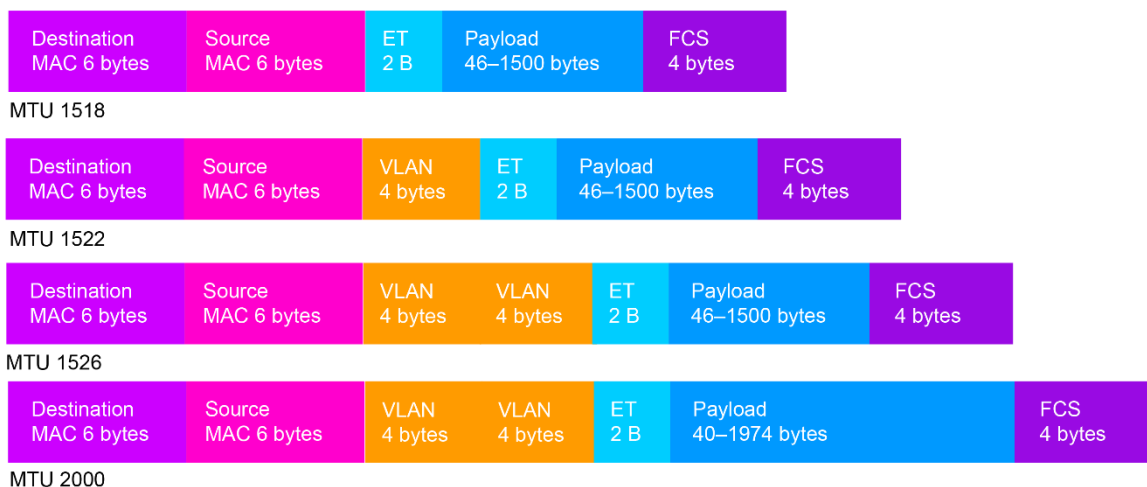 Destination Source ET Payload FCS
MAC 6 bytes MAC 6 bytes 2 B 46–1500 bytes 4 bytes
MTU 1518
Destination Source VLAN ET Payload FCS
MAC 6 bytes MAC 6 bytes 4 bytes 2 B 46–1500 bytes 4 bytes
MTU 1522
Destination Source VLAN VLAN ET Payload FCS
MAC 6 bytes MAC 6 bytes 4 bytes 4 bytes 2 B 46–1500 bytes 4 bytes
MTU 1526
Destination Source VLAN VLAN ET Payload FCS
MAC 6 bytes MAC 6 bytes 4 bytes 4 bytes 2 B 40–1974 bytes 4 bytes
MTU 2000